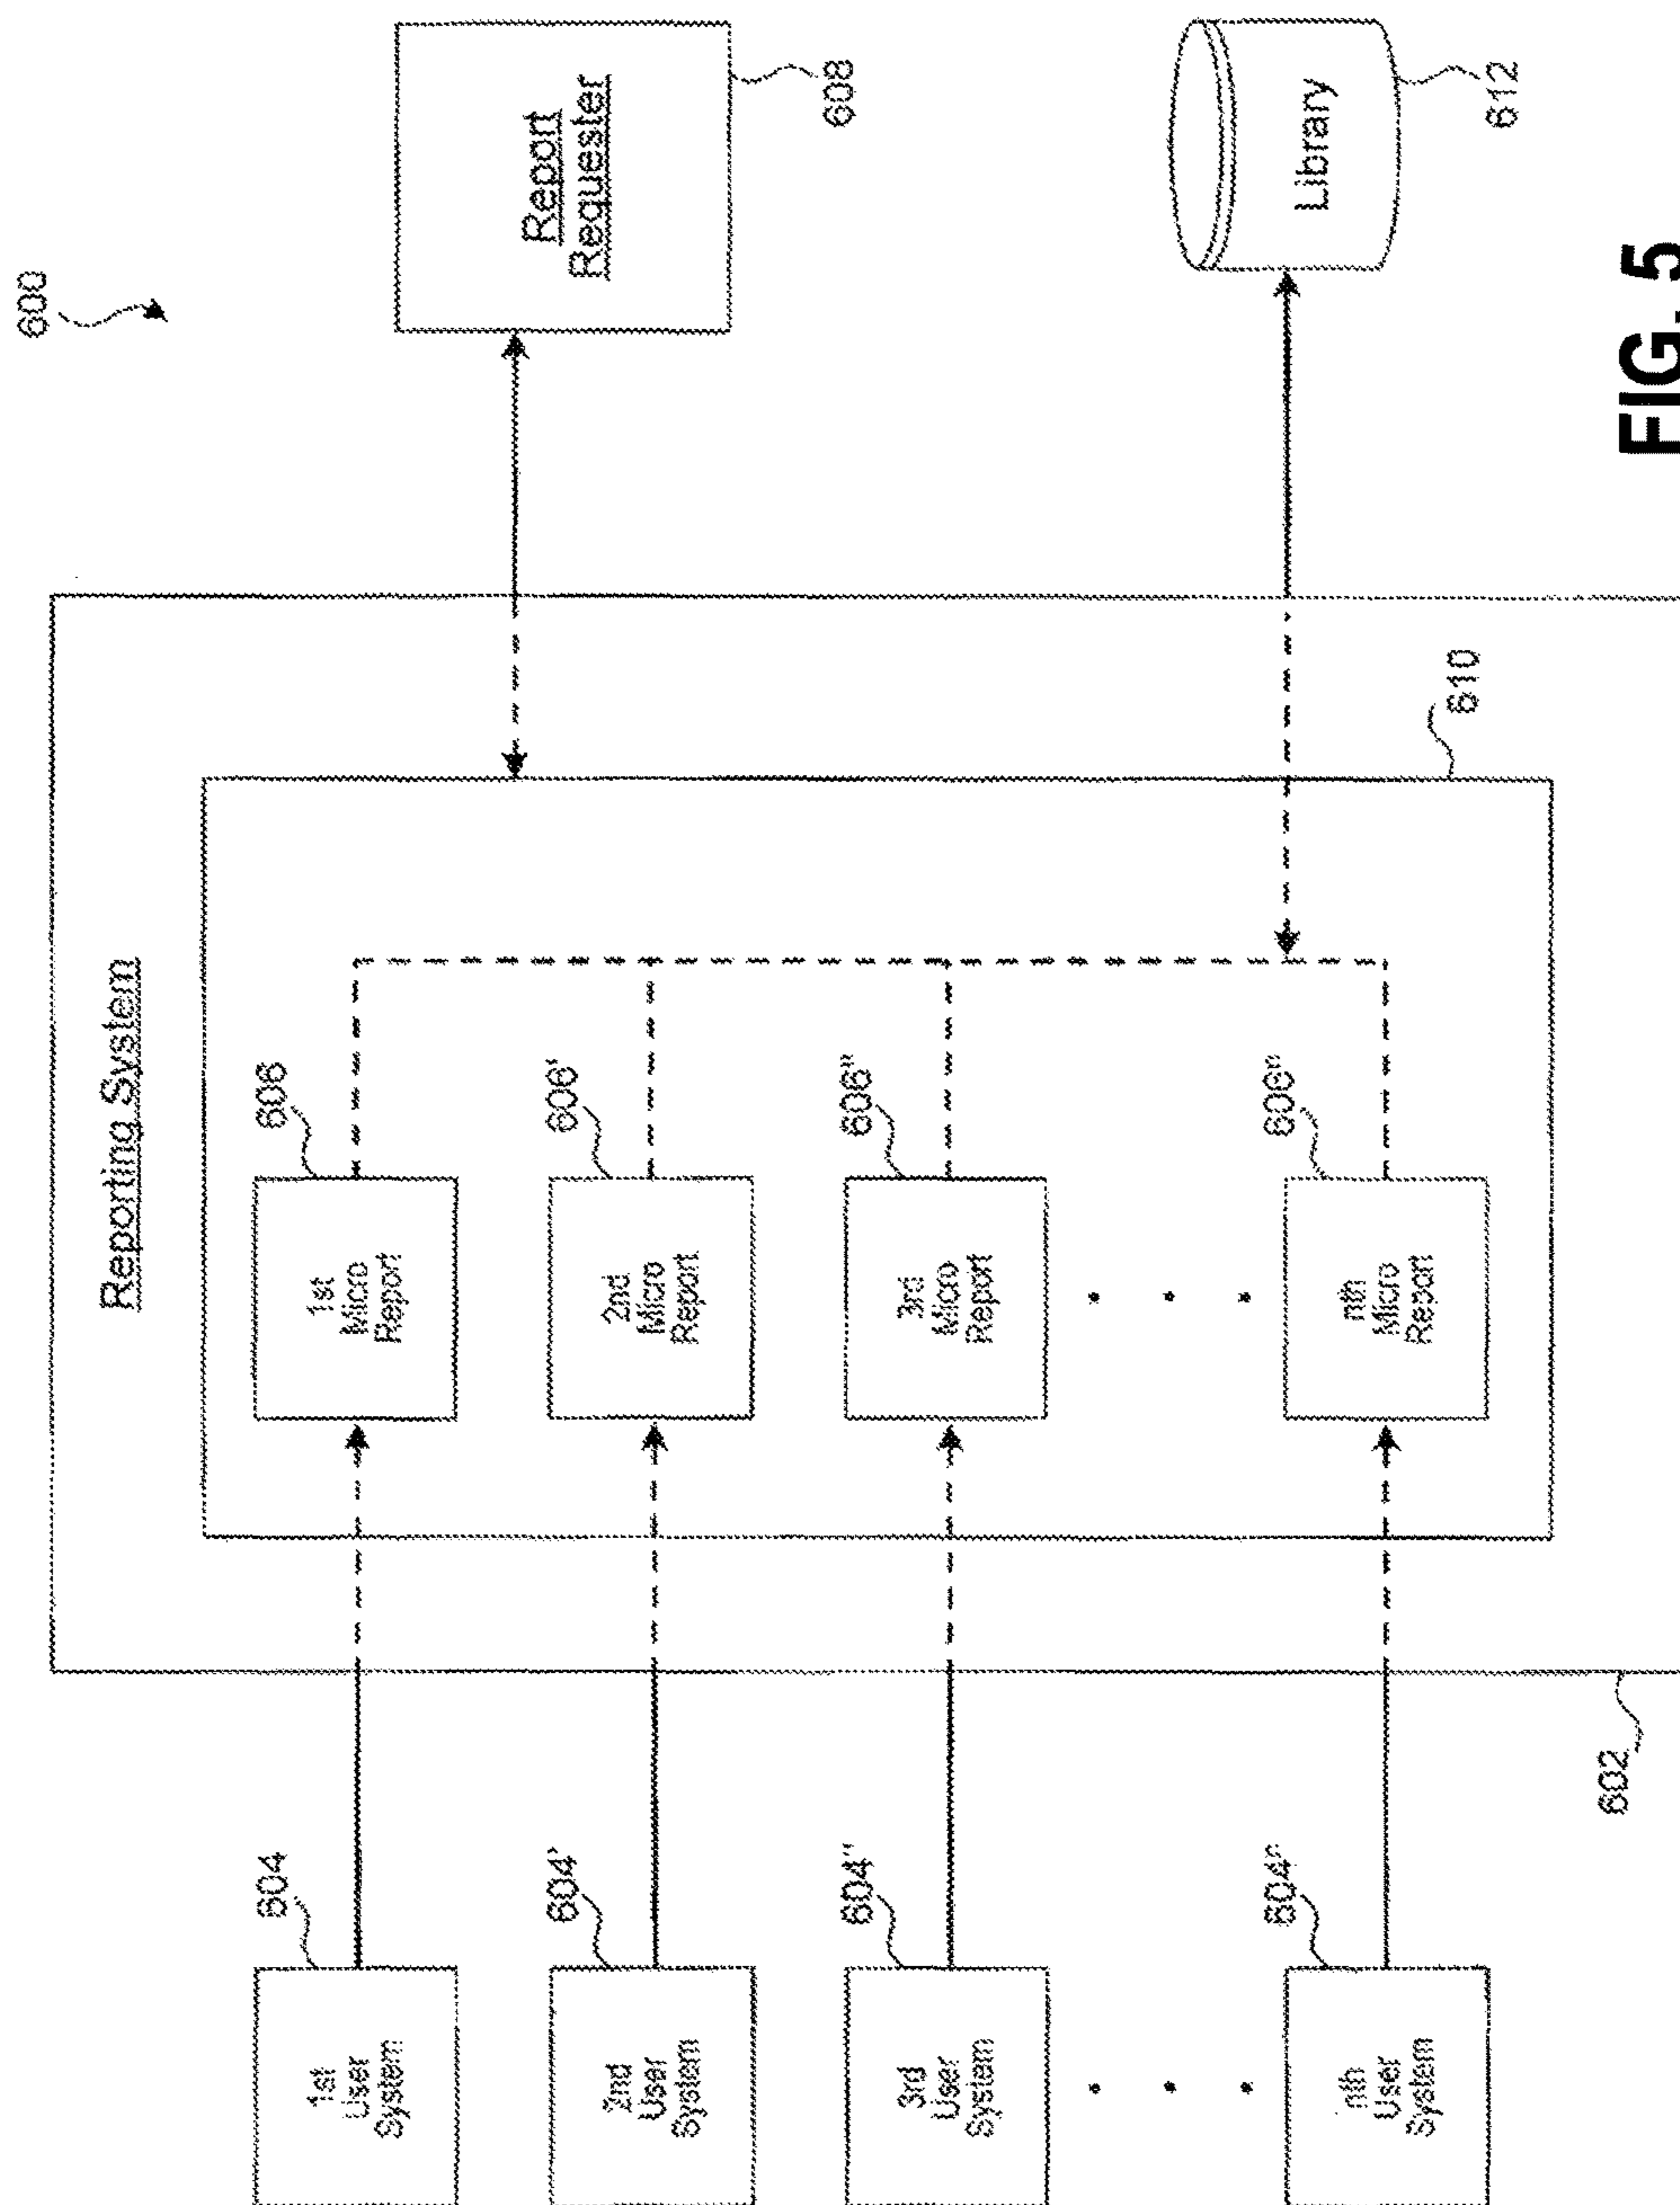 600
Reporting System
Report
Requester
608
Library
612
610
602
604
1st
User
System
604'
2nd
User
System
604"
3rd
User
System
604ⁿ
nth
User
System
606
1st
Micro
Report
606'
2nd
Micro
Report
606"
3rd
Micro
Report
606ⁿ
nth
Micro
Report
FIG. 5